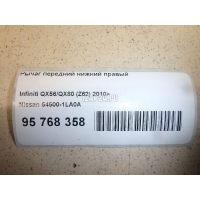 Рычаг передний нижний правый
Infiniti QX56/QX80 (Z62) 2010>
Nissan 54500-1LA0A
95 768 358